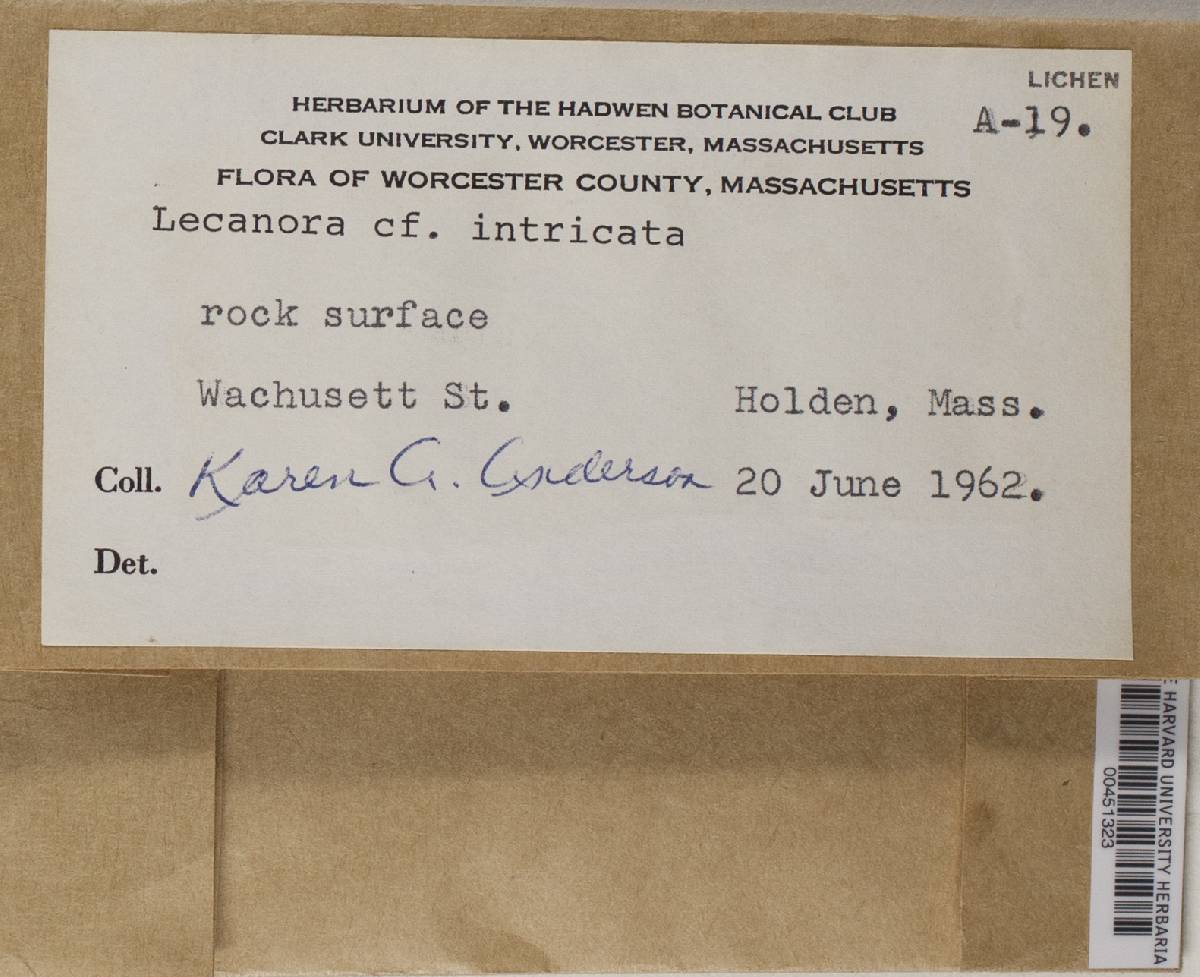 LICHEN
A-19.
HERBARIUM OF THE HADWEN BOTANICAL CLUB
CLARK UNIVERSITY, WORCESTER, MASSACHUSETTS
FLORA OF WORCESTER COUNTY, MASSACHUSETTS
Lecanora cf. intricata
rock surface
Wachusett St. Holden, Mass.
Coll. Karen A. Anderson 20 June 1962.
Det.
HARVARD UNIVERSITY HERBARIA
00451323